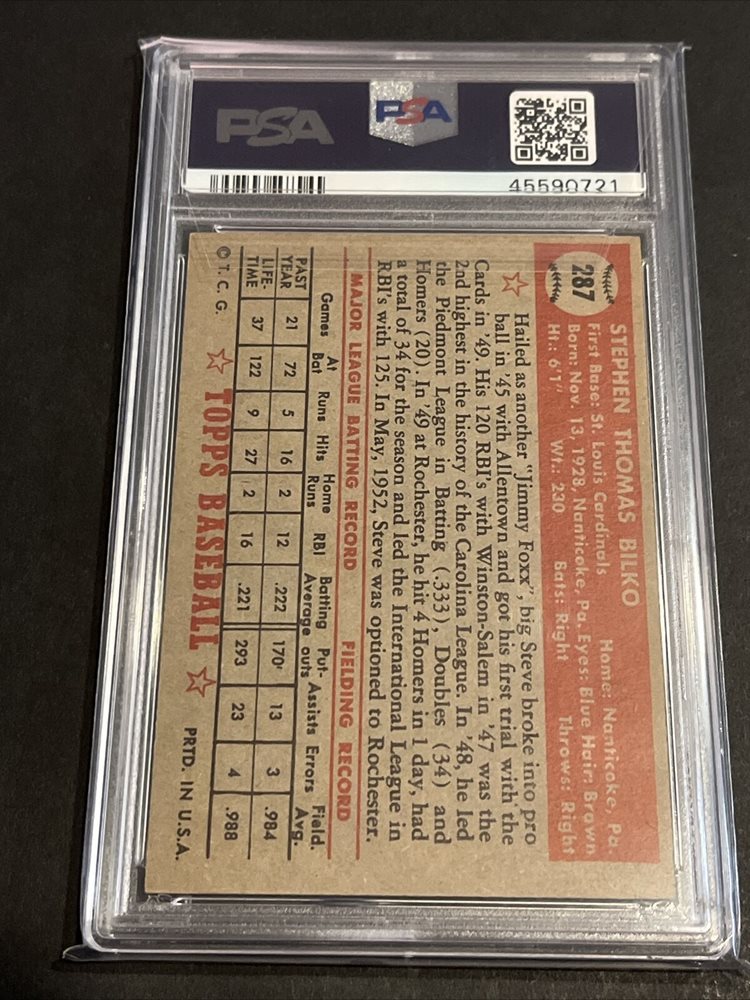 PSA
PSA
45590721
287
STEPHEN THOMAS BILKO
First Base: St. Louis Cardinals Home: Nanticoke, Pa.
Born: Nov. 13, 1928, Nanticoke, Pa. Eyes: Blue Hair: Brown
Ht.: 6'1" Wt.: 230 Bats: Right Throws: Right
Hailed as another "Jimmy Foxx", big Steve broke into pro
ball in '45 with Allentown and got his first trial with the
Cards in '49. His 120 RBI's with Winston-Salem in '47 was the
2nd highest in the history of the Carolina League. In '48, he led
the Piedmont League in Batting (.333), Doubles (34) and
Homers (20). In '49 at Rochester, he hit 4 Homers in 1 day, had
a total of 34 for the season and led the International League in
RBI's with 125. In May, 1952, Steve was optioned to Rochester.
MAJOR LEAGUE BATTING RECORD FIELDING RECORD
Games At Bat Runs Hits Home Runs RBI Batting Average Put-outs Assists Errors Field. Avg.
PAST YEAR 21 72 5 16 2 12 .222 170 13 3 .984
LIFE-TIME 37 122 9 27 2 16 .221 293 23 4 .988
© T. C. G. TOPPS BASEBALL PRTD. IN U.S.A.